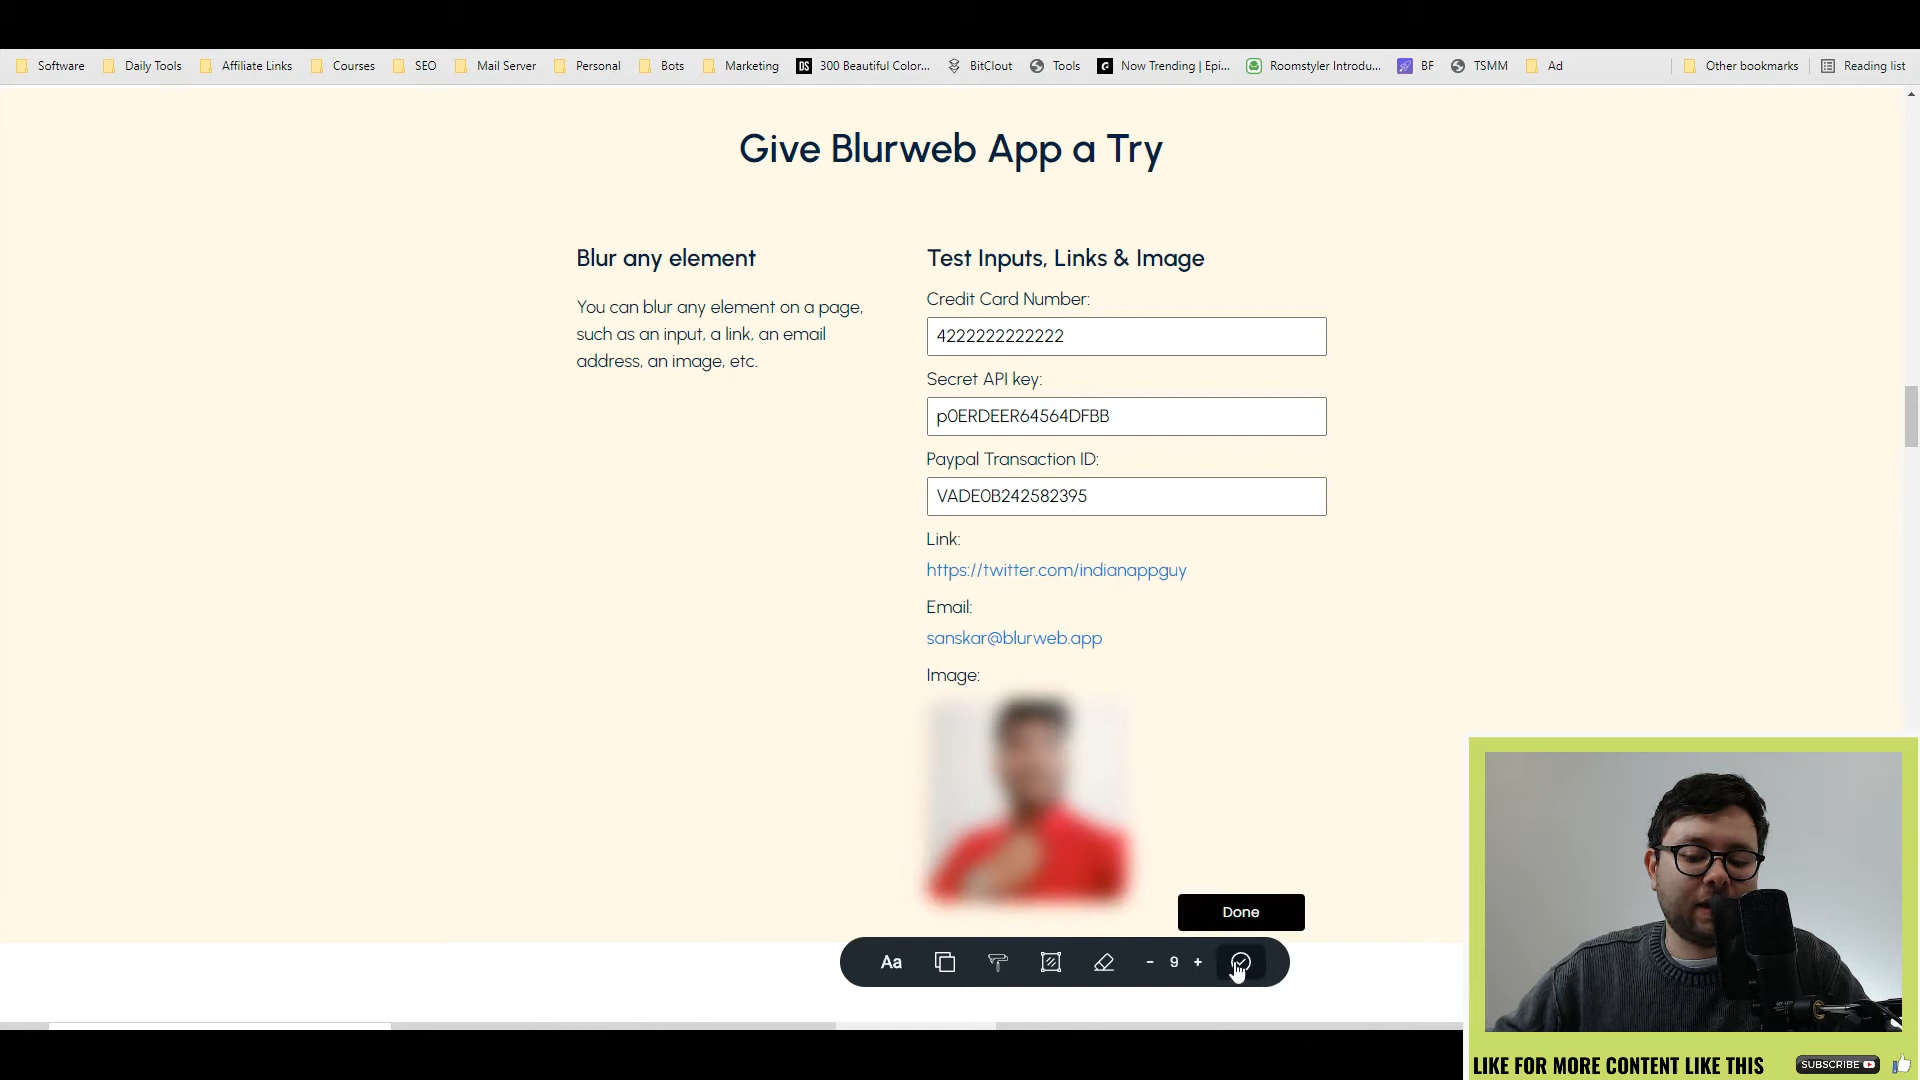 Software Daily Tools Affiliate Links Courses SEO Mail Server Personal Bots Marketing DS 300 Beautiful Color... BitClout Tools Now Trending | Epi... Roomstyler Introdu... BF TSMM Ad Other bookmarks Reading list
Give Blurweb App a Try
Blur any element
You can blur any element on a page,
such as an input, a link, an email
address, an image, etc.
Test Inputs, Links & Image
Credit Card Number:
4222222222222
Secret API key:
p0ERDEER64564DFBB
Paypal Transaction ID:
VADE0B242582395
Link:
https://twitter.com/indianappguy
Email:
sanskar@blurweb.app
Image:
Done
Aa - 9 +
LIKE FOR MORE CONTENT LIKE THIS SUBSCRIBE